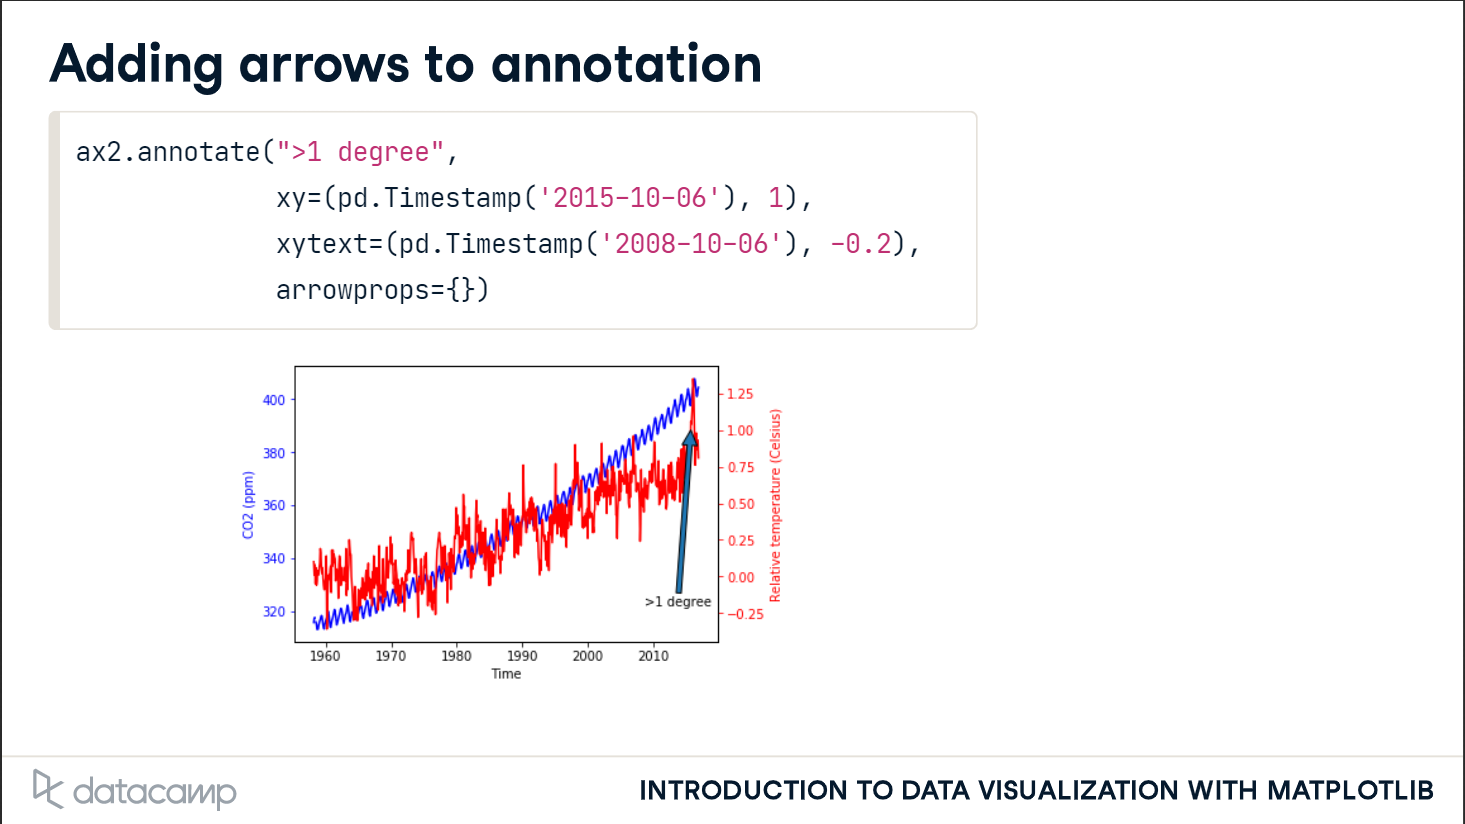 Adding arrows to annotation
ax2.annotate(">1 degree",
xy=(pd.Timestamp('2015-10-06'), 1),
xytext=(pd.Timestamp('2008-10-06'), -0.2),
arrowprops={})
400
380
360
340
320
CO2 (ppm)
1.25
1.00
0.75
0.50
0.25
0.00
−0.25
Relative temperature (Celsius)
>1 degree
1960 1970 1980 1990 2000 2010
Time
datacamp
INTRODUCTION TO DATA VISUALIZATION WITH MATPLOTLIB